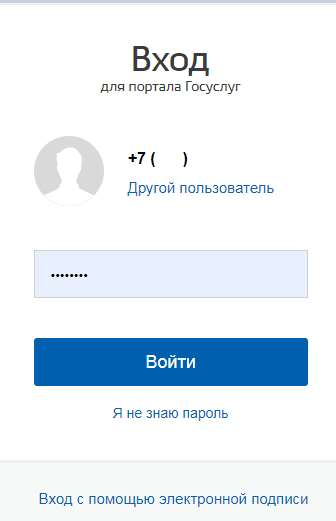 Вход
для портала Госуслуг
+7 ( )
Другой пользователь
••••••••
Войти
Я не знаю пароль
Вход с помощью электронной подписи